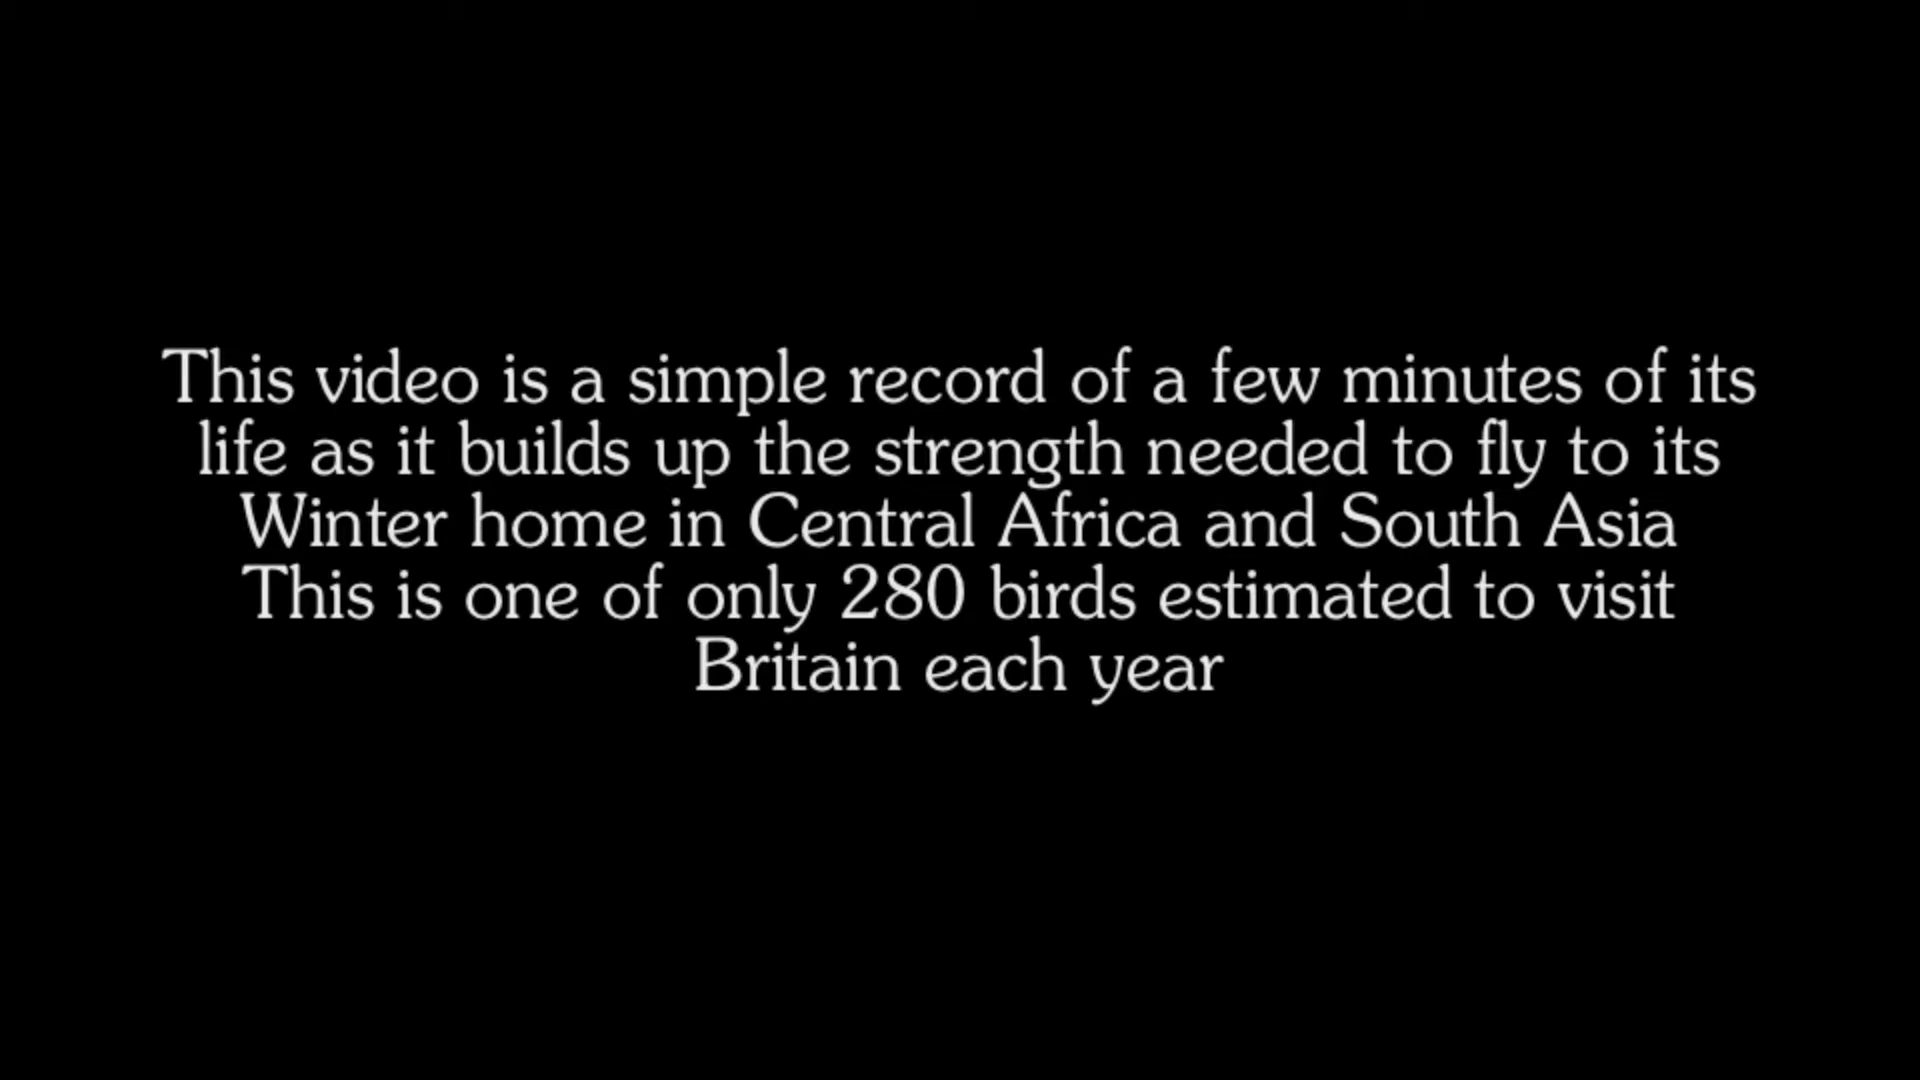 This video is a simple record of a few minutes of its
life as it builds up the strength needed to fly to its
Winter home in Central Africa and South Asia
This is one of only 280 birds estimated to visit
Britain each year